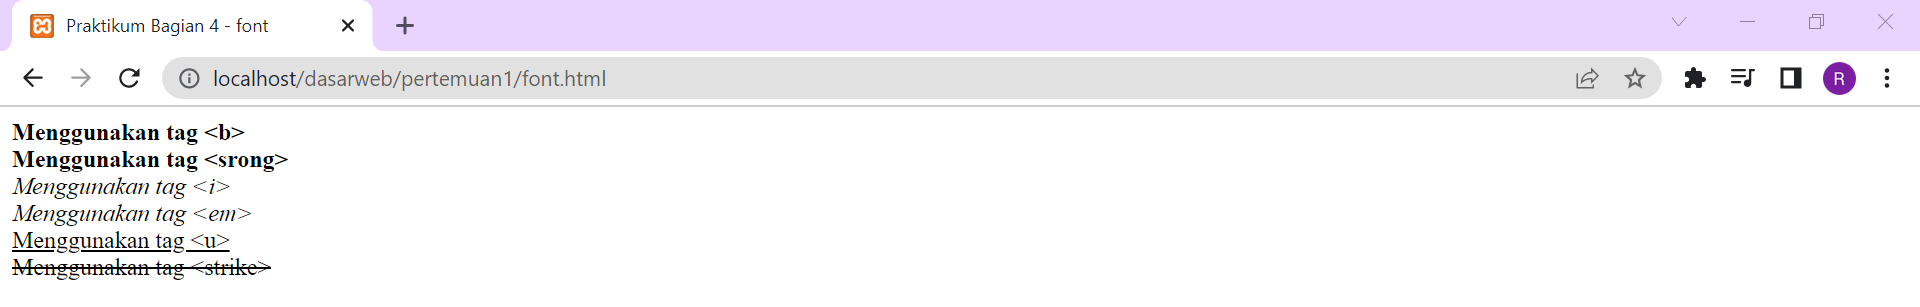 Praktikum Bagian 4 - font
localhost/dasarweb/pertemuan1/font.html
R
Menggunakan tag <b>
Menggunakan tag <srong>
Menggunakan tag <i>
Menggunakan tag <em>
Menggunakan tag <u>
Menggunakan tag <strike>